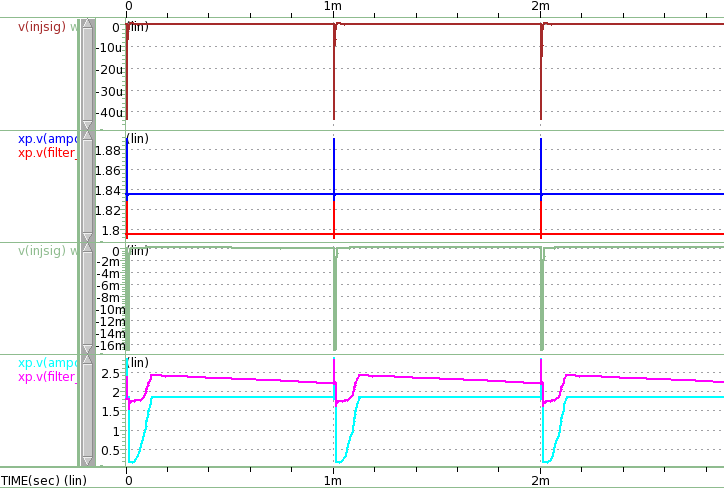 0 1m 2m
v(injsig) w
0 (lin)
-10u
-20u
-30u
-40u
xp.v(ampo
xp.v(filter_
(lin)
1.88
1.86
1.84
1.82
1.8
v(injsig) w
0 (lin)
-2m
-4m
-6m
-8m
-10m
-12m
-14m
-16m
xp.v(ampo
xp.v(filter_
(lin)
2.5
2
1.5
1
0.5
TIME(sec) (lin) 0 1m 2m